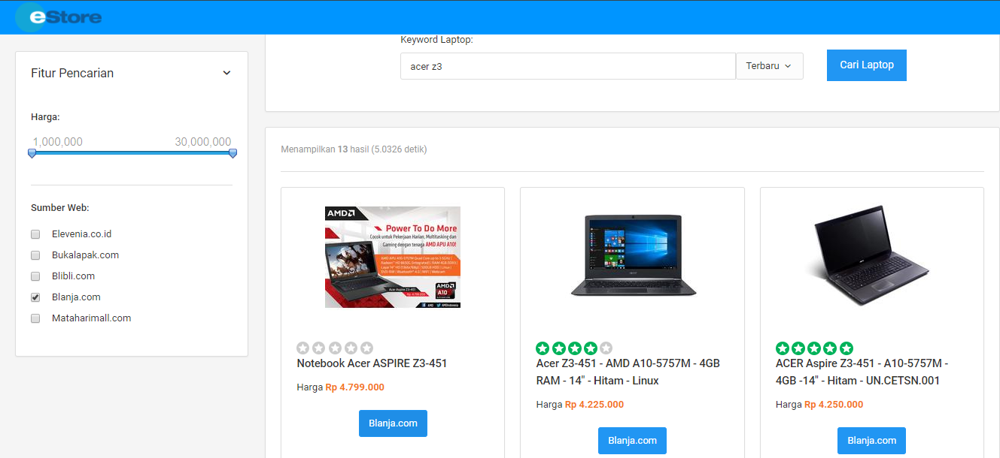 eStore
Keyword Laptop:
acer z3
Terbaru
Cari Laptop
Fitur Pencarian
Harga:
1,000,000 30,000,000
Sumber Web:
Elevenia.co.id
Bukalapak.com
Blibli.com
Blanja.com
Mataharimall.com
Menampilkan 13 hasil (5.0326 detik)
AMD
Power To Do More
Cocok untuk Pekerjaan Harian, Multitasking dan
Gaming dengan tenaga AMD APU A10!
Acer Aspire Z3-451
Rp 4.799.000
AMD
A10
Notebook Acer ASPIRE Z3-451
Harga Rp 4.799.000
Blanja.com
Acer Z3-451 - AMD A10-5757M - 4GB
RAM - 14" - Hitam - Linux
Harga Rp 4.225.000
Blanja.com
ACER Aspire Z3-451 - A10-5757M -
4GB -14" - Hitam - UN.CETSN.001
Harga Rp 4.250.000
Blanja.com